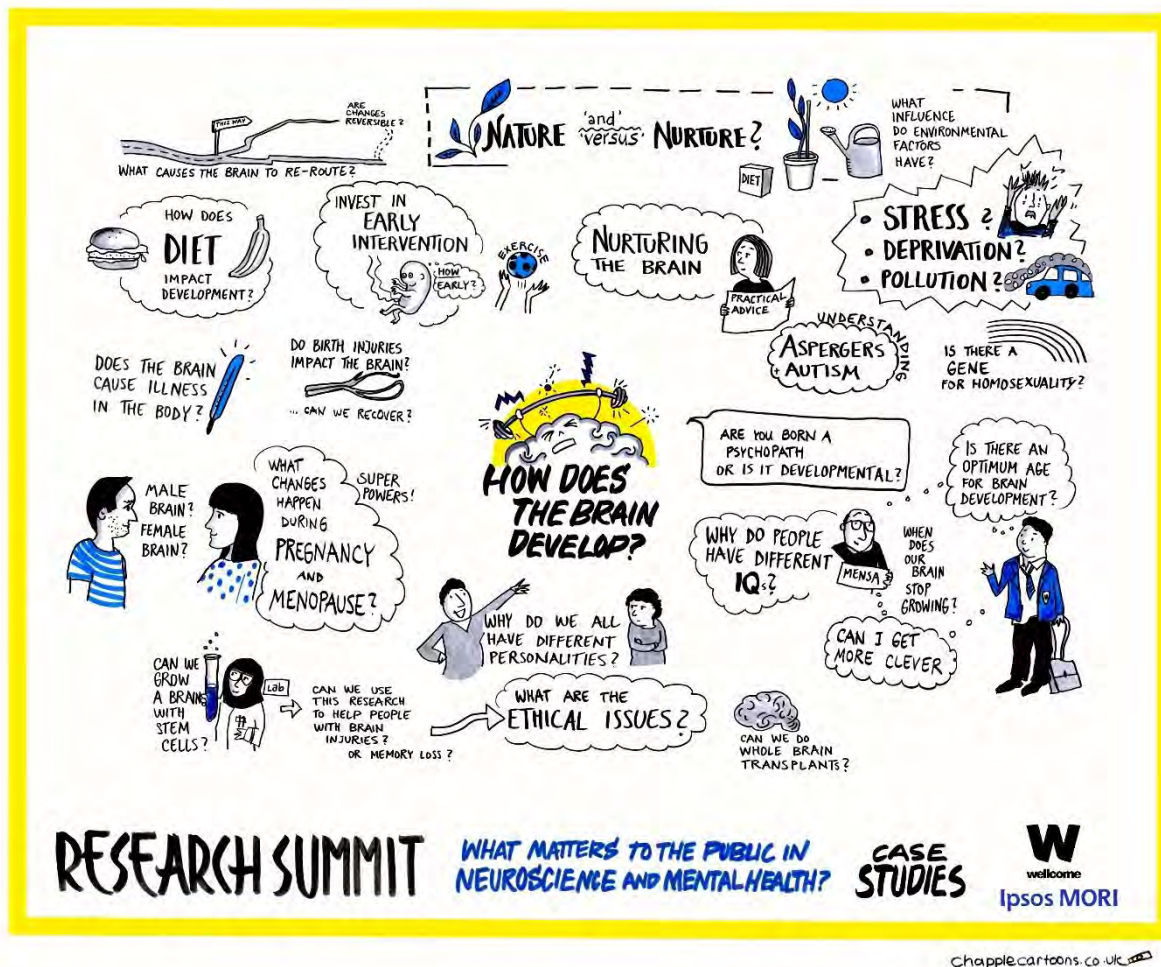 THIS WAY
ARE
CHANGES
REVERSIBLE?
WHAT CAUSES THE BRAIN TO RE-ROUTE?
NATURE 'and' versus NURTURE?
DIET
WHAT
INFLUENCE
DO ENVIRONMENTAL
FACTORS
HAVE?
HOW DOES
DIET
IMPACT
DEVELOPMENT?
INVEST IN
EARLY
INTERVENTION
HOW
EARLY?
EXERCISE
NURTURING
THE BRAIN
PRACTICAL
ADVICE
• STRESS?
• DEPRIVATION?
• POLLUTION?
DOES THE BRAIN
CAUSE ILLNESS
IN THE BODY?
DO BIRTH INJURIES
IMPACT THE BRAIN?
... CAN WE RECOVER?
UNDERSTANDING
ASPERGERS
+ AUTISM
IS THERE A
GENE
FOR HOMOSEXUALITY?
MALE
BRAIN?
FEMALE
BRAIN?
WHAT
CHANGES
HAPPEN
DURING
PREGNANCY
AND
MENOPAUSE?
SUPER
POWERS!
HOW DOES
THE BRAIN
DEVELOP?
ARE YOU BORN A
PSYCHOPATH
OR IS IT DEVELOPMENTAL?
IS THERE AN
OPTIMUM AGE
FOR BRAIN
DEVELOPMENT?
WHY DO PEOPLE
HAVE DIFFERENT
IQs?
MENSA
WHEN
DOES
OUR
BRAIN
STOP
GROWING?
CAN I GET
MORE CLEVER
WHY DO WE ALL
HAVE DIFFERENT
PERSONALITIES?
CAN WE
GROW
A BRAIN
WITH
STEM
CELLS?
Lab
CAN WE USE
THIS RESEARCH
TO HELP PEOPLE
WITH BRAIN
INJURIES?
OR MEMORY LOSS?
WHAT ARE THE
ETHICAL ISSUES?
CAN WE DO
WHOLE BRAIN
TRANSPLANTS?
RESEARCH SUMMIT
WHAT MATTERS TO THE PUBLIC IN
NEUROSCIENCE AND MENTAL HEALTH?
CASE
STUDIES
W
wellcome
Ipsos MORI
chapplecartoons.co.uk